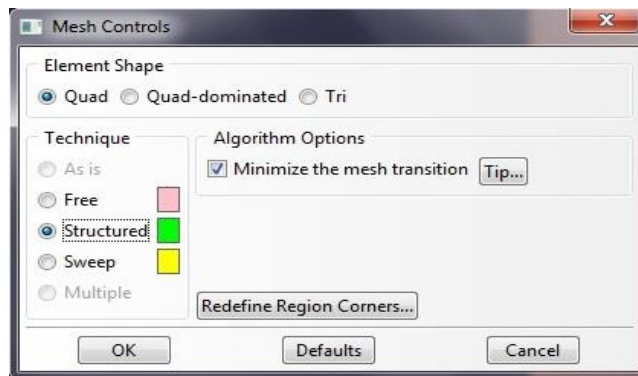 Mesh Controls
Element Shape
Quad Quad-dominated Tri
Technique
As is
Free
Structured
Sweep
Multiple
Algorithm Options
Minimize the mesh transition Tip...
Redefine Region Corners...
OK Defaults Cancel